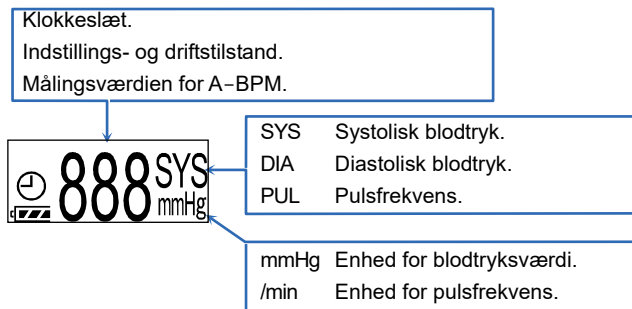 Klokkeslæt.
Indstillings- og driftstilstand.
Målingsværdien for A–BPM.
888 SYS
mmHg
SYS Systolisk blodtryk.
DIA Diastolisk blodtryk.
PUL Pulsfrekvens.
mmHg Enhed for blodtryksværdi.
/min Enhed for pulsfrekvens.